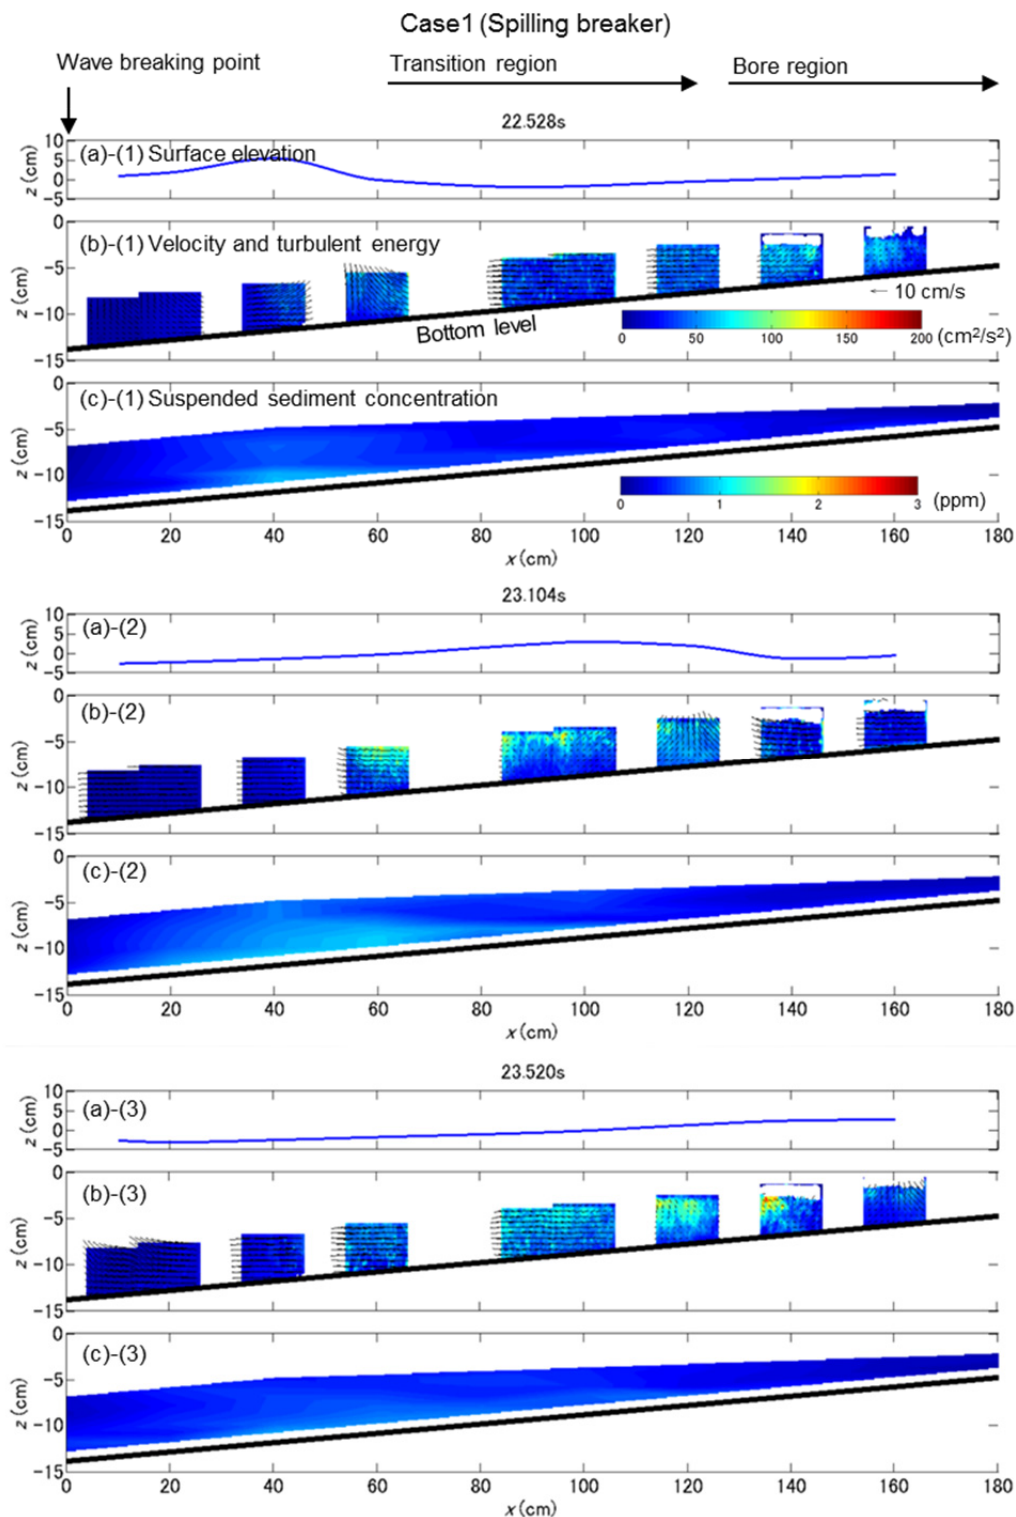 Case1 (Spilling breaker)
Wave breaking point
Transition region
Bore region
22.528s
10
5
0
-5
z (cm)
(a)-(1) Surface elevation
0
-5
-10
-15
z (cm)
(b)-(1) Velocity and turbulent energy
10 cm/s
Bottom level
0 50 100 150 200 (cm²/s²)
0
-5
-10
-15
z (cm)
(c)-(1) Suspended sediment concentration
0 1 2 3 (ppm)
0 20 40 60 80 100 120 140 160 180
x (cm)
23.104s
10
5
0
-5
z (cm)
(a)-(2)
0
-5
-10
-15
z (cm)
(b)-(2)
0
-5
-10
-15
z (cm)
(c)-(2)
0 20 40 60 80 100 120 140 160 180
x (cm)
23.520s
10
5
0
-5
z (cm)
(a)-(3)
0
-5
-10
-15
z (cm)
(b)-(3)
0
-5
-10
-15
z (cm)
(c)-(3)
0 20 40 60 80 100 120 140 160 180
x (cm)